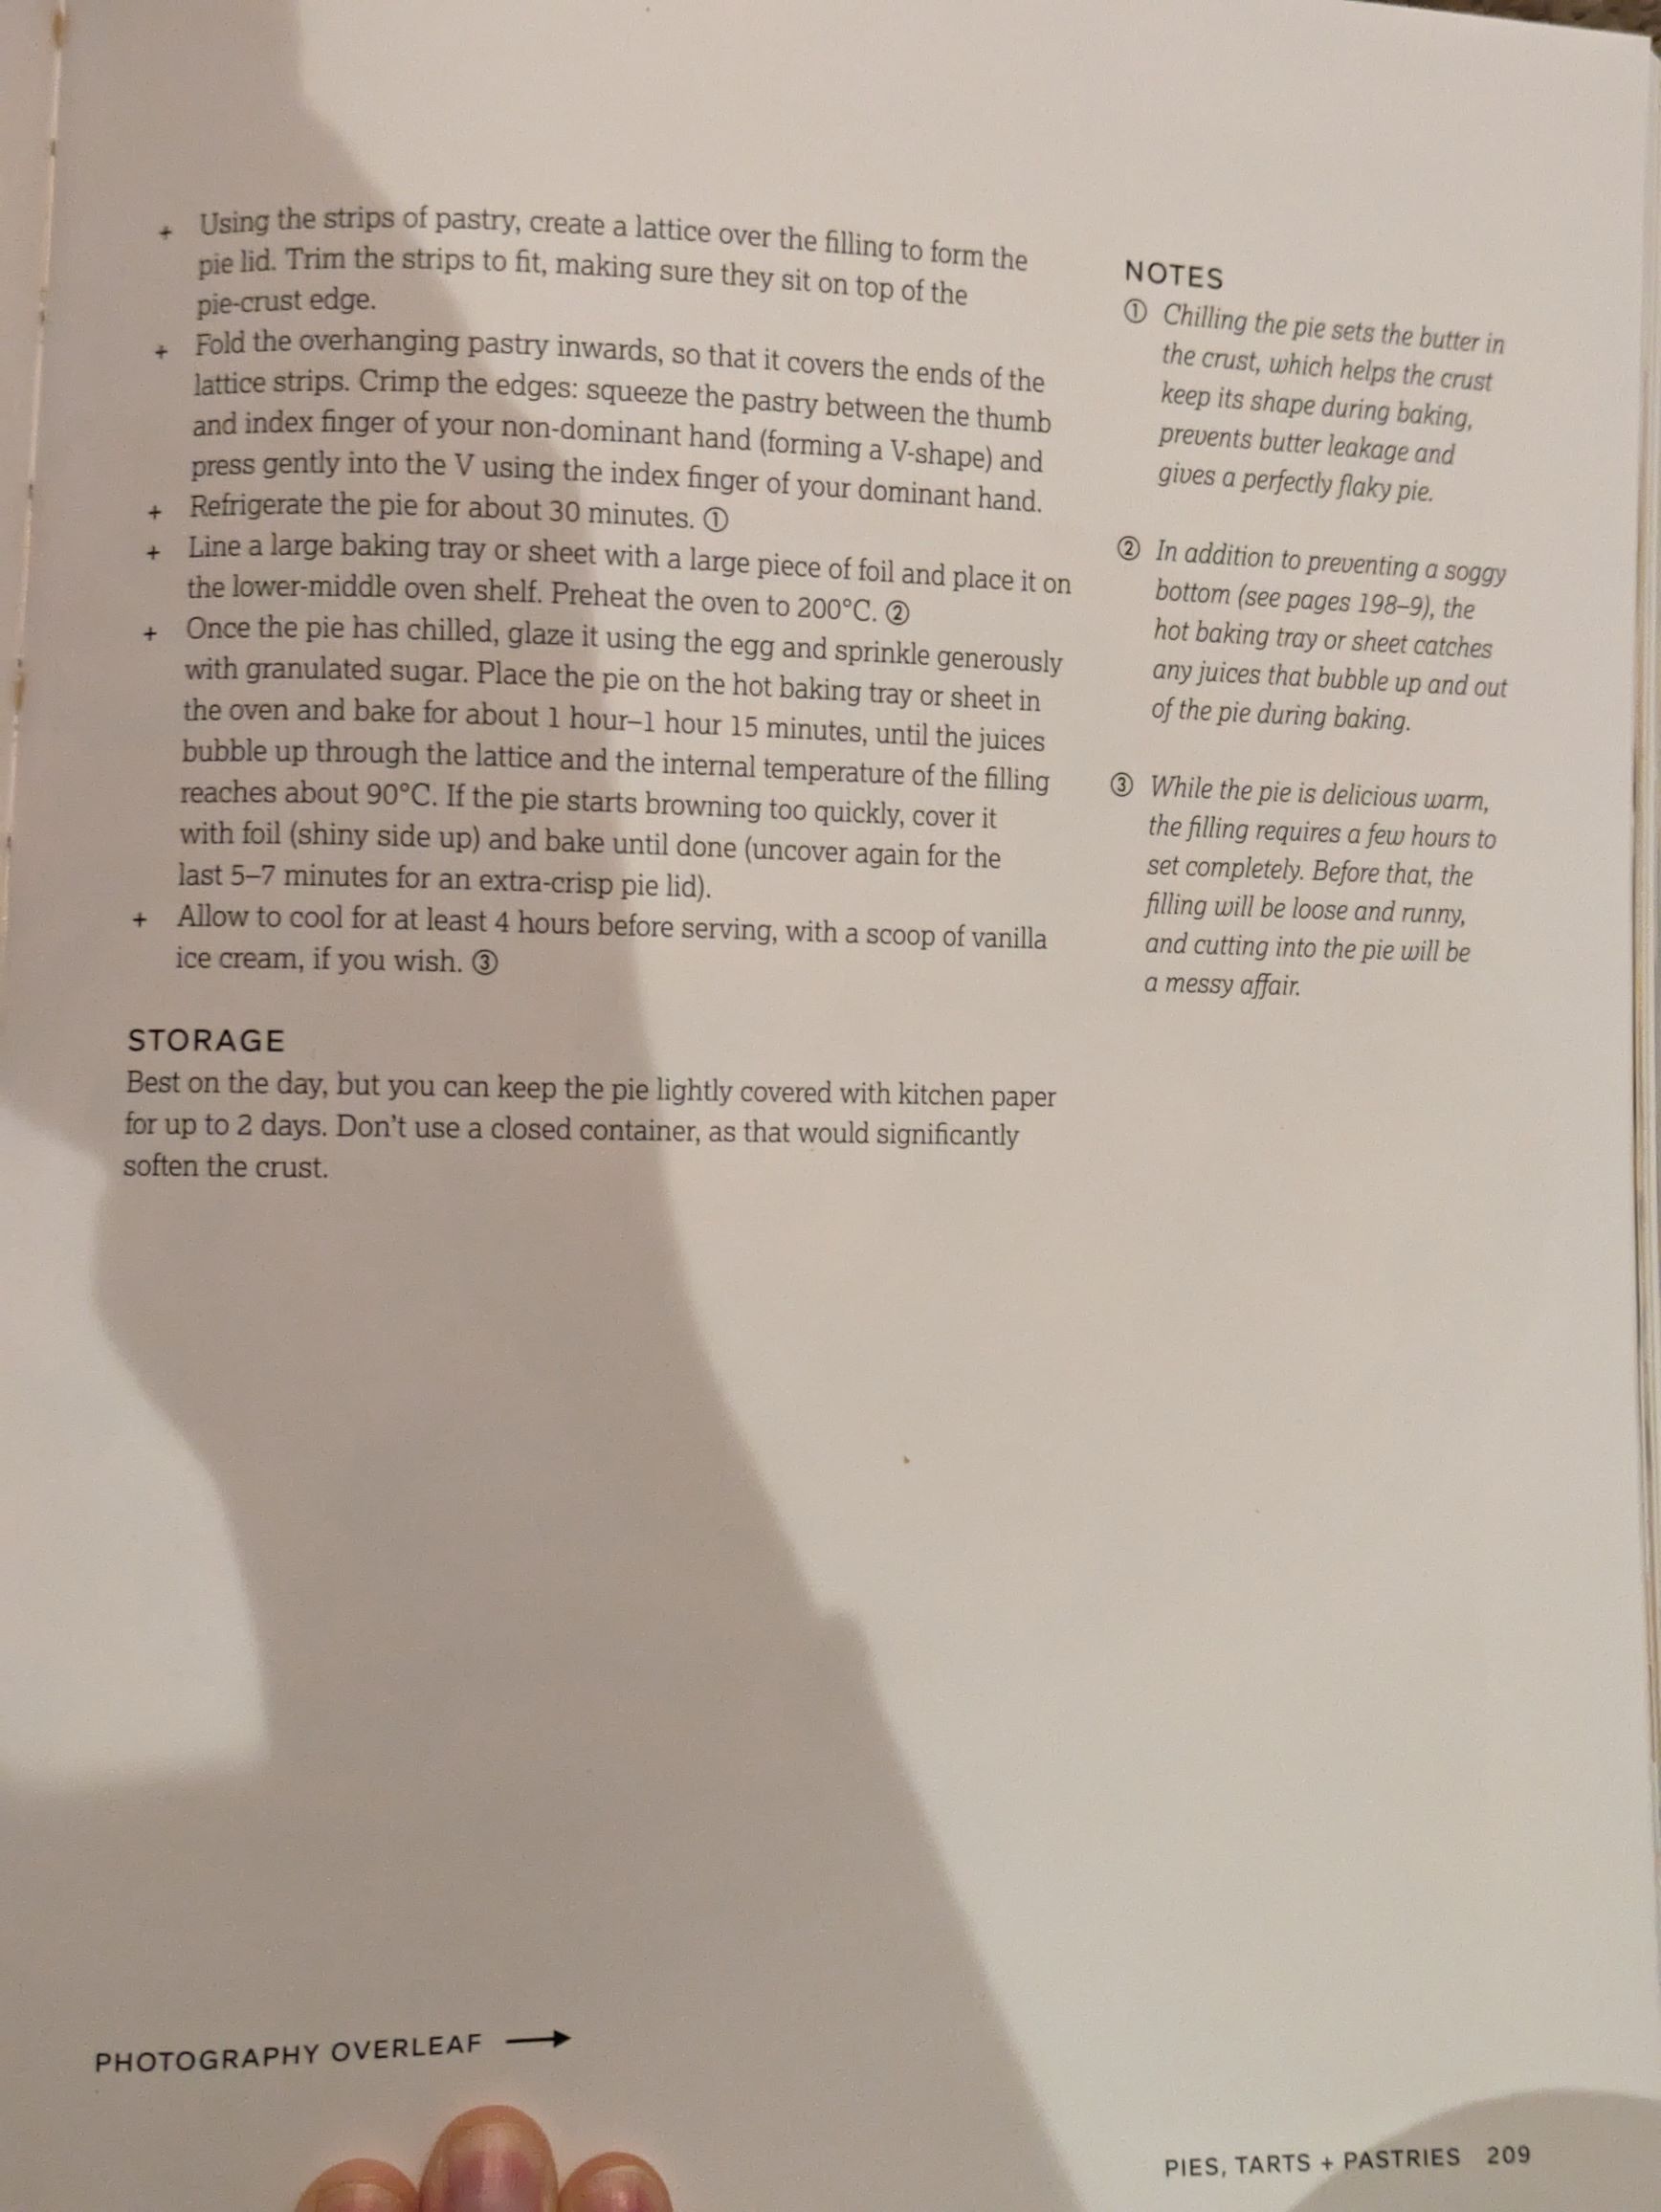 + Using the strips of pastry, create a lattice over the filling to form the
pie lid. Trim the strips to fit, making sure they sit on top of the
pie-crust edge.
+ Fold the overhanging pastry inwards, so that it covers the ends of the
lattice strips. Crimp the edges: squeeze the pastry between the thumb
and index finger of your non-dominant hand (forming a V-shape) and
press gently into the V using the index finger of your dominant hand.
+ Refrigerate the pie for about 30 minutes. ①
+ Line a large baking tray or sheet with a large piece of foil and place it on
the lower-middle oven shelf. Preheat the oven to 200°C. ②
+ Once the pie has chilled, glaze it using the egg and sprinkle generously
with granulated sugar. Place the pie on the hot baking tray or sheet in
the oven and bake for about 1 hour–1 hour 15 minutes, until the juices
bubble up through the lattice and the internal temperature of the filling
reaches about 90°C. If the pie starts browning too quickly, cover it
with foil (shiny side up) and bake until done (uncover again for the
last 5–7 minutes for an extra-crisp pie lid).
+ Allow to cool for at least 4 hours before serving, with a scoop of vanilla
ice cream, if you wish. ③
STORAGE
Best on the day, but you can keep the pie lightly covered with kitchen paper
for up to 2 days. Don't use a closed container, as that would significantly
soften the crust.
NOTES
① Chilling the pie sets the butter in
the crust, which helps the crust
keep its shape during baking,
prevents butter leakage and
gives a perfectly flaky pie.
② In addition to preventing a soggy
bottom (see pages 198–9), the
hot baking tray or sheet catches
any juices that bubble up and out
of the pie during baking.
③ While the pie is delicious warm,
the filling requires a few hours to
set completely. Before that, the
filling will be loose and runny,
and cutting into the pie will be
a messy affair.
PHOTOGRAPHY OVERLEAF →
PIES, TARTS + PASTRIES 209